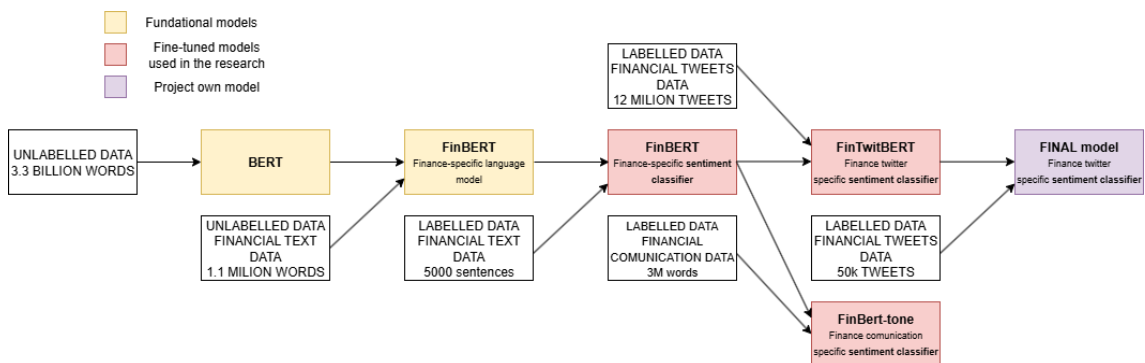 Fundational models
Fine-tuned models
used in the research
Project own model
LABELLED DATA
FINANCIAL TWEETS
DATA
12 MILION TWEETS
UNLABELLED DATA
3.3 BILLION WORDS
BERT
FinBERT
Finance-specific language
model
FinBERT
Finance-specific sentiment
classifier
FinTwitBERT
Finance twitter
specific sentiment classifier
FINAL model
Finance twitter
specific sentiment classifier
UNLABELLED DATA
FINANCIAL TEXT
DATA
1.1 MILION WORDS
LABELLED DATA
FINANCIAL TEXT
DATA
5000 sentences
LABELLED DATA
FINANCIAL
COMUNICATION DATA
3M words
LABELLED DATA
FINANCIAL TWEETS
DATA
50k TWEETS
FinBert-tone
Finance comunication
specific sentiment classifier